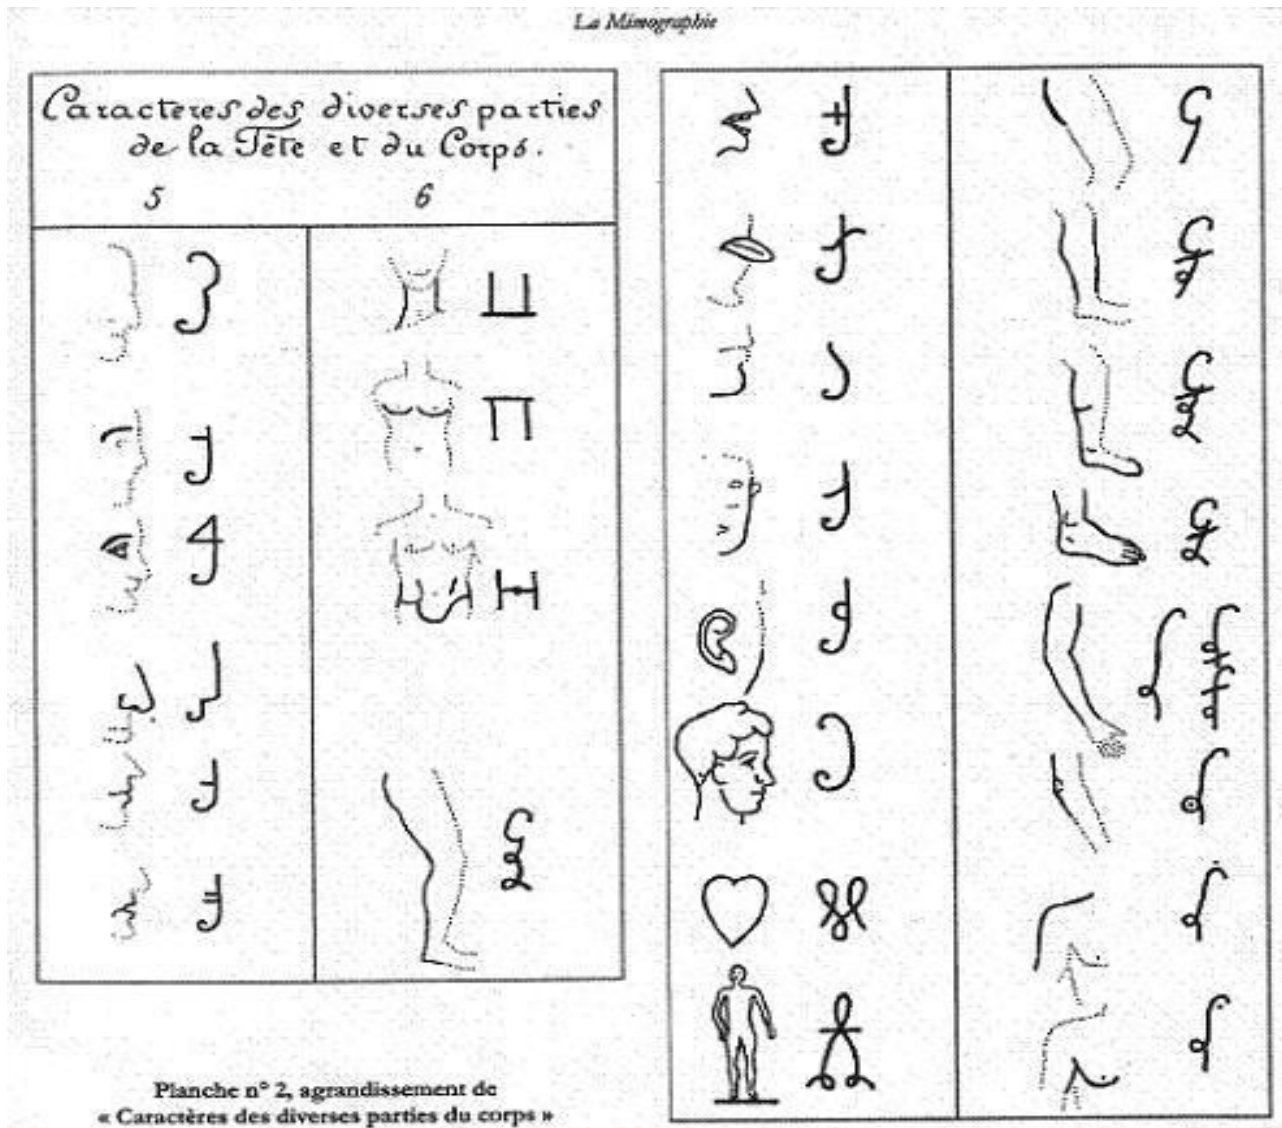 La Mimographie
Caracteres des diverses parties
de la Tête et du Corps.
5 6
Planche n° 2, agrandissement de
« Caractères des diverses parties du corps »